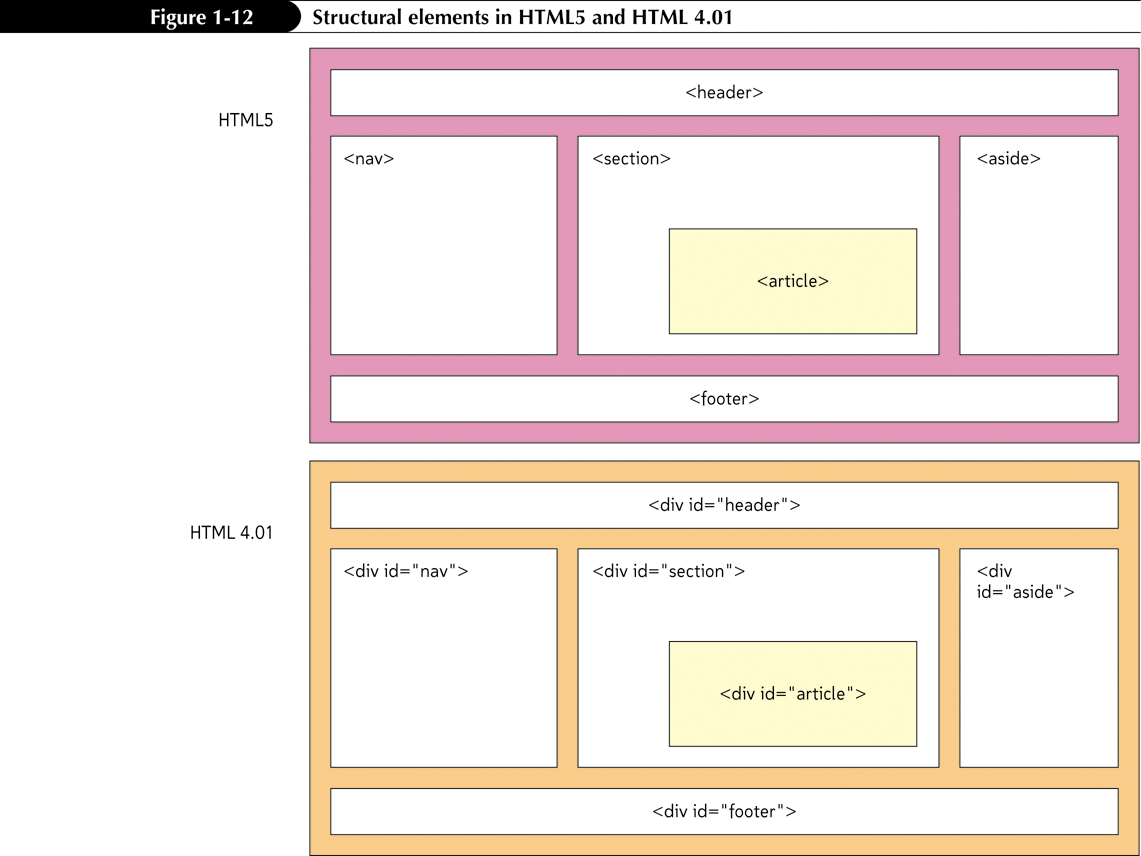 Figure 1-12 Structural elements in HTML5 and HTML 4.01
HTML5
<header>
<nav>
<section>
<aside>
<article>
<footer>
HTML 4.01
<div id="header">
<div id="nav">
<div id="section">
<div
id="aside">
<div id="article">
<div id="footer">